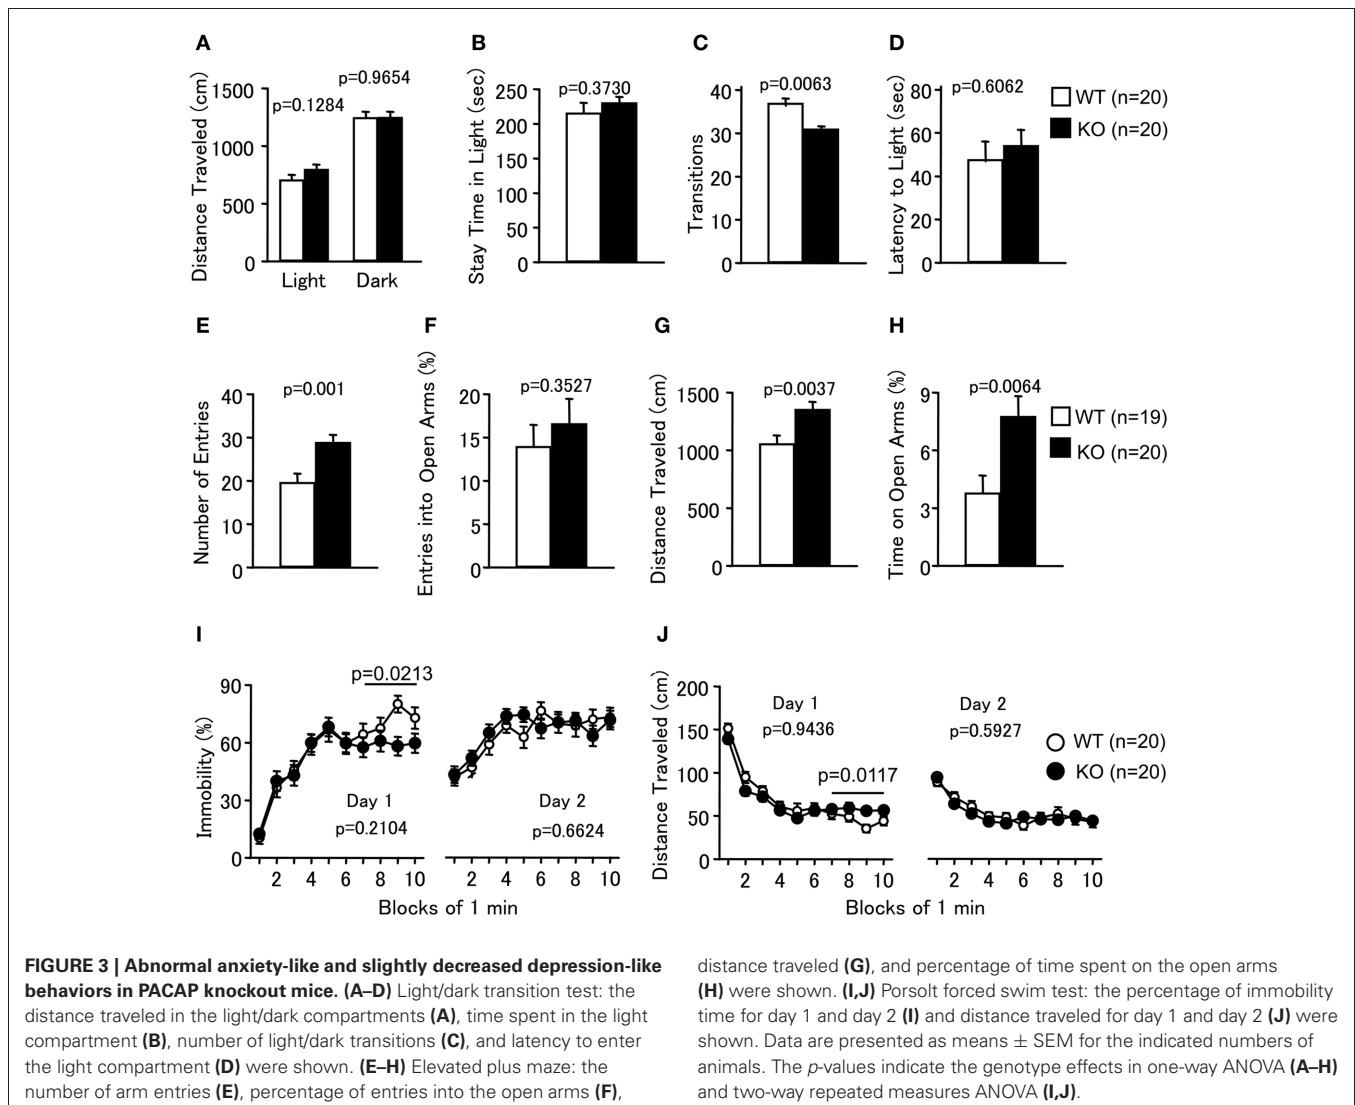 A
Distance Traveled (cm)
1500
1000
500
0
p=0.1284
p=0.9654
Light
Dark
B
Stay Time in Light (sec)
250
200
150
100
50
0
p=0.3730
C
Transitions
40
30
20
10
0
p=0.0063
D
Latency to Light (sec)
80
60
40
20
0
p=0.6062
WT (n=20)
KO (n=20)
E
Number of Entries
40
30
20
10
0
p=0.001
F
Entries into Open Arms (%)
20
15
10
5
0
p=0.3527
G
Distance Traveled (cm)
1500
1000
500
0
p=0.0037
H
Time on Open Arms (%)
9
6
3
0
p=0.0064
WT (n=19)
KO (n=20)
I
Immobility (%)
90
60
30
0
p=0.0213
Day 1
p=0.2104
Day 2
p=0.6624
2 4 6 8 10
2 4 6 8 10
Blocks of 1 min
J
Distance Traveled (cm)
200
150
100
50
0
Day 1
p=0.9436
p=0.0117
Day 2
p=0.5927
WT (n=20)
KO (n=20)
2 4 6 8 10
2 4 6 8 10
Blocks of 1 min
FIGURE 3 | Abnormal anxiety-like and slightly decreased depression-like
behaviors in PACAP knockout mice. (A–D) Light/dark transition test: the
distance traveled in the light/dark compartments (A), time spent in the light
compartment (B), number of light/dark transitions (C), and latency to enter
the light compartment (D) were shown. (E–H) Elevated plus maze: the
number of arm entries (E), percentage of entries into the open arms (F),
distance traveled (G), and percentage of time spent on the open arms
(H) were shown. (I,J) Porsolt forced swim test: the percentage of immobility
time for day 1 and day 2 (I) and distance traveled for day 1 and day 2 (J) were
shown. Data are presented as means ± SEM for the indicated numbers of
animals. The p-values indicate the genotype effects in one-way ANOVA (A–H)
and two-way repeated measures ANOVA (I,J).